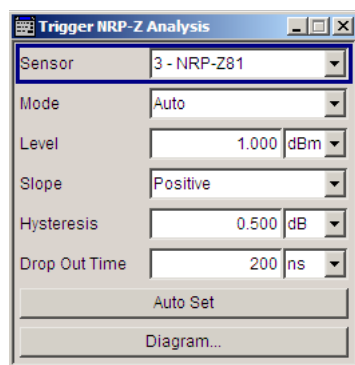 Trigger NRP-Z Analysis
Sensor 3 - NRP-Z81
Mode Auto
Level 1.000 dBm
Slope Positive
Hysteresis 0.500 dB
Drop Out Time 200 ns
Auto Set
Diagram...